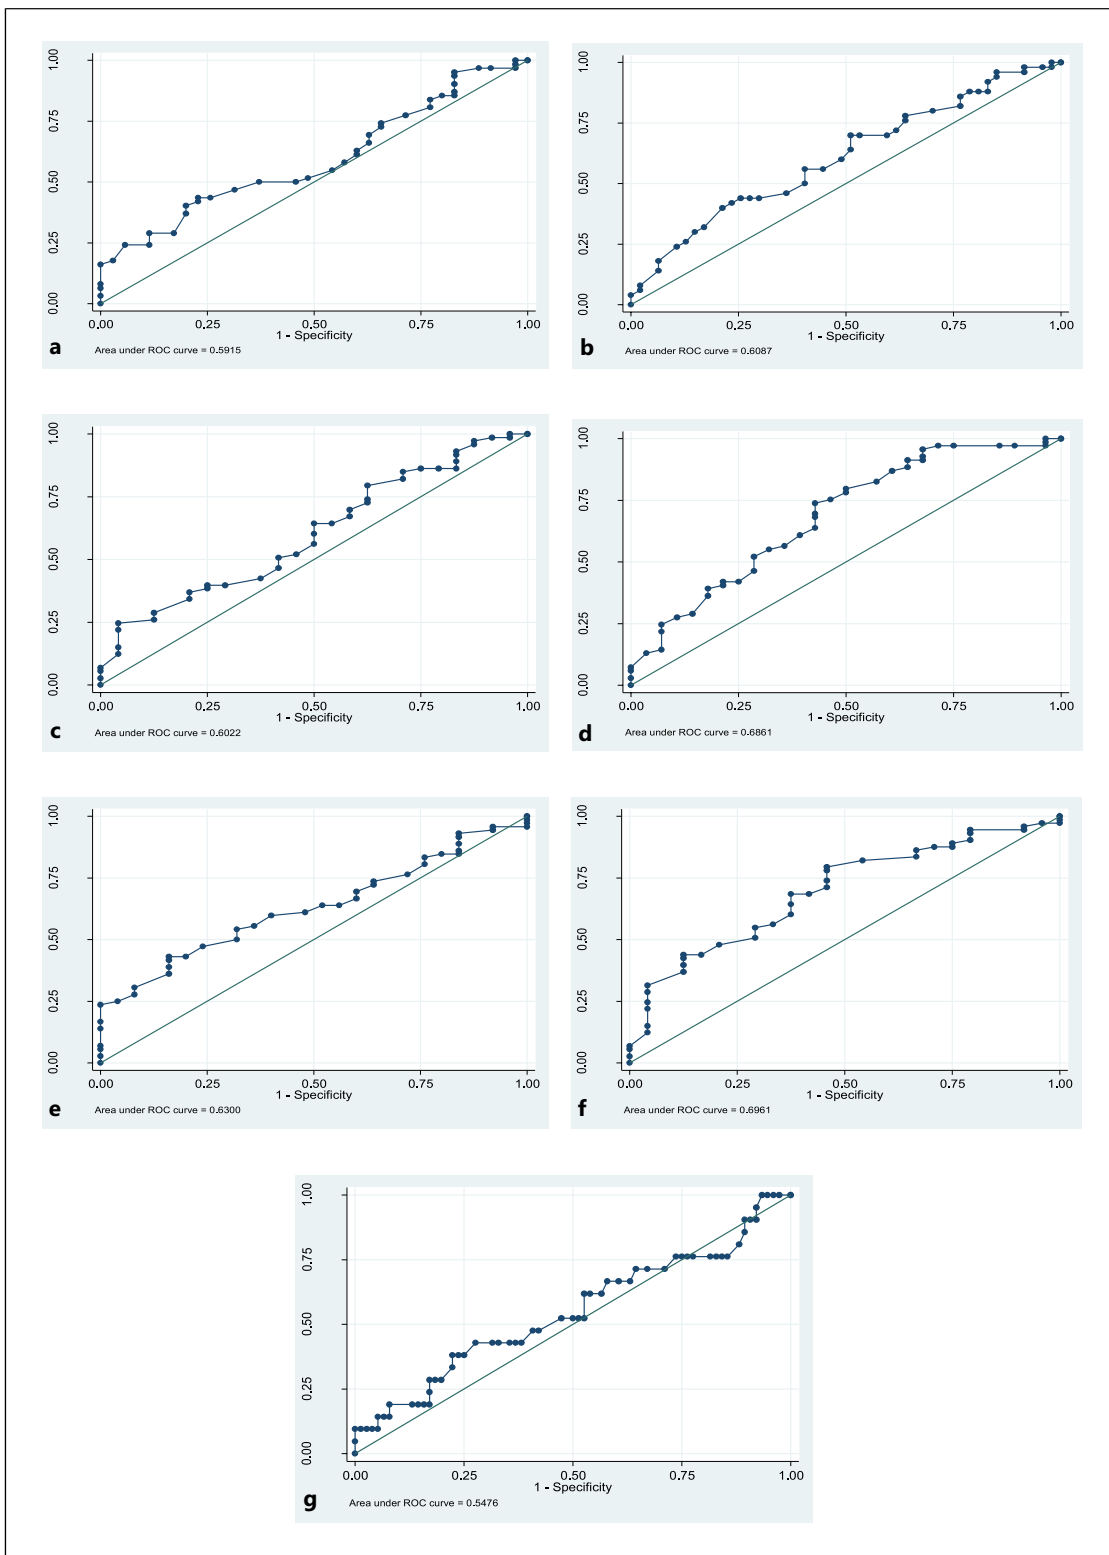 1.00
0.75
0.50
0.25
0.00
0.00 0.25 0.50 0.75 1.00
1 - Specificity
a
Area under ROC curve = 0.5915
1.00
0.75
0.50
0.25
0.00
0.00 0.25 0.50 0.75 1.00
1 - Specificity
b
Area under ROC curve = 0.6087
1.00
0.75
0.50
0.25
0.00
0.00 0.25 0.50 0.75 1.00
1 - Specificity
c
Area under ROC curve = 0.6022
1.00
0.75
0.50
0.25
0.00
0.00 0.25 0.50 0.75 1.00
1 - Specificity
d
Area under ROC curve = 0.6861
1.00
0.75
0.50
0.25
0.00
0.00 0.25 0.50 0.75 1.00
1 - Specificity
e
Area under ROC curve = 0.6300
1.00
0.75
0.50
0.25
0.00
0.00 0.25 0.50 0.75 1.00
1 - Specificity
f
Area under ROC curve = 0.6961
1.00
0.75
0.50
0.25
0.00
0.00 0.25 0.50 0.75 1.00
1 - Specificity
g
Area under ROC curve = 0.5476